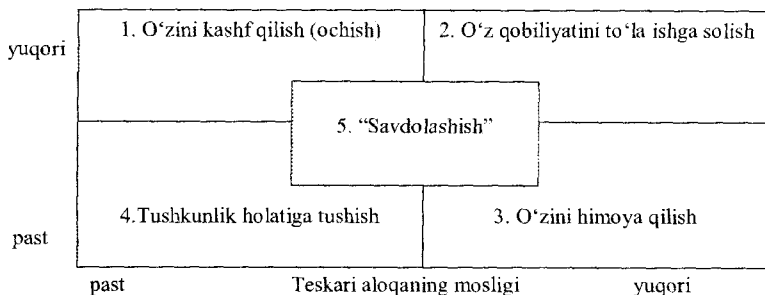 1. O‘zini kashf qilish (ochish) 2. O‘z qobiliyatini to‘la ishga solish
yuqori
5. “Savdolashish”
4.Tushkunlik holatiga tushish 3. O‘zini himoya qilish
past
past Teskari aloqaning mosligi yuqori